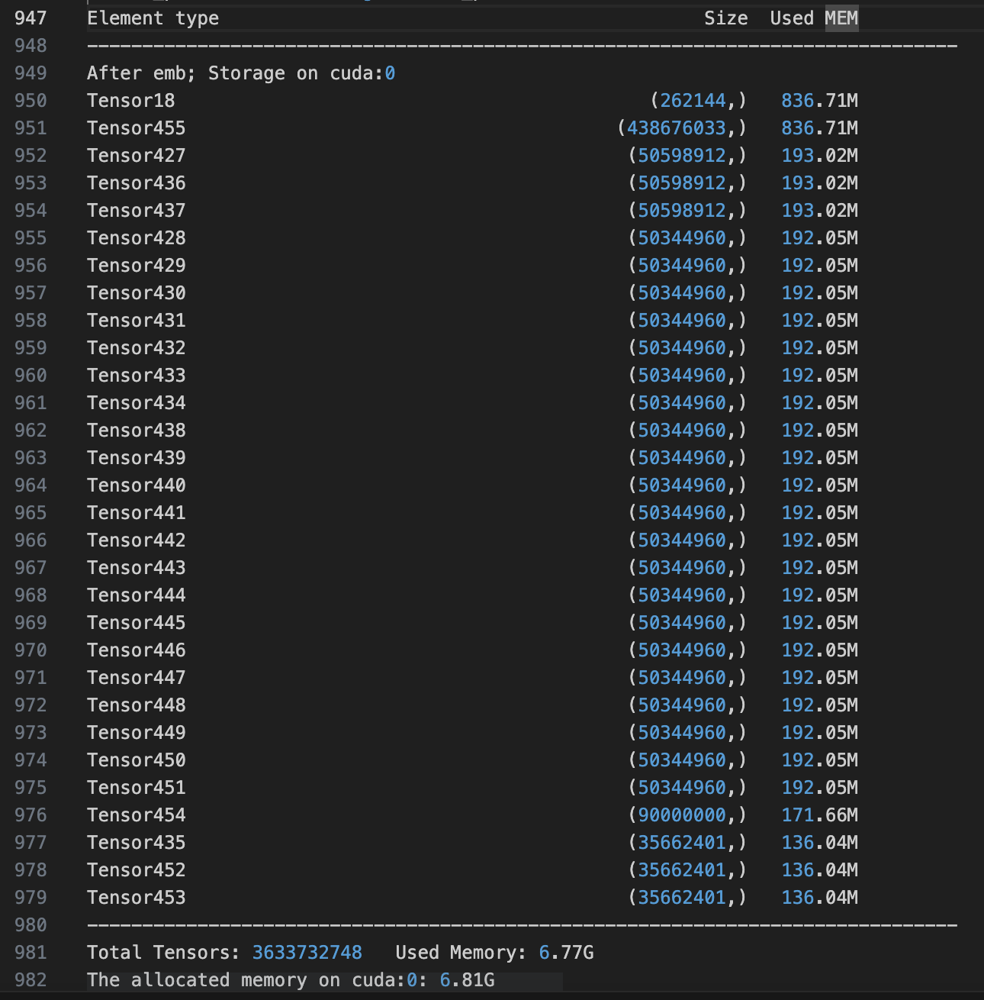 947 Element type Size Used MEM
948 -------------------------------------------------------------------------------
949 After emb; Storage on cuda:0
950 Tensor18 (262144,) 836.71M
951 Tensor455 (438676033,) 836.71M
952 Tensor427 (50598912,) 193.02M
953 Tensor436 (50598912,) 193.02M
954 Tensor437 (50598912,) 193.02M
955 Tensor428 (50344960,) 192.05M
956 Tensor429 (50344960,) 192.05M
957 Tensor430 (50344960,) 192.05M
958 Tensor431 (50344960,) 192.05M
959 Tensor432 (50344960,) 192.05M
960 Tensor433 (50344960,) 192.05M
961 Tensor434 (50344960,) 192.05M
962 Tensor438 (50344960,) 192.05M
963 Tensor439 (50344960,) 192.05M
964 Tensor440 (50344960,) 192.05M
965 Tensor441 (50344960,) 192.05M
966 Tensor442 (50344960,) 192.05M
967 Tensor443 (50344960,) 192.05M
968 Tensor444 (50344960,) 192.05M
969 Tensor445 (50344960,) 192.05M
970 Tensor446 (50344960,) 192.05M
971 Tensor447 (50344960,) 192.05M
972 Tensor448 (50344960,) 192.05M
973 Tensor449 (50344960,) 192.05M
974 Tensor450 (50344960,) 192.05M
975 Tensor451 (50344960,) 192.05M
976 Tensor454 (90000000,) 171.66M
977 Tensor435 (35662401,) 136.04M
978 Tensor452 (35662401,) 136.04M
979 Tensor453 (35662401,) 136.04M
980 -------------------------------------------------------------------------------
981 Total Tensors: 3633732748 Used Memory: 6.77G
982 The allocated memory on cuda:0: 6.81G